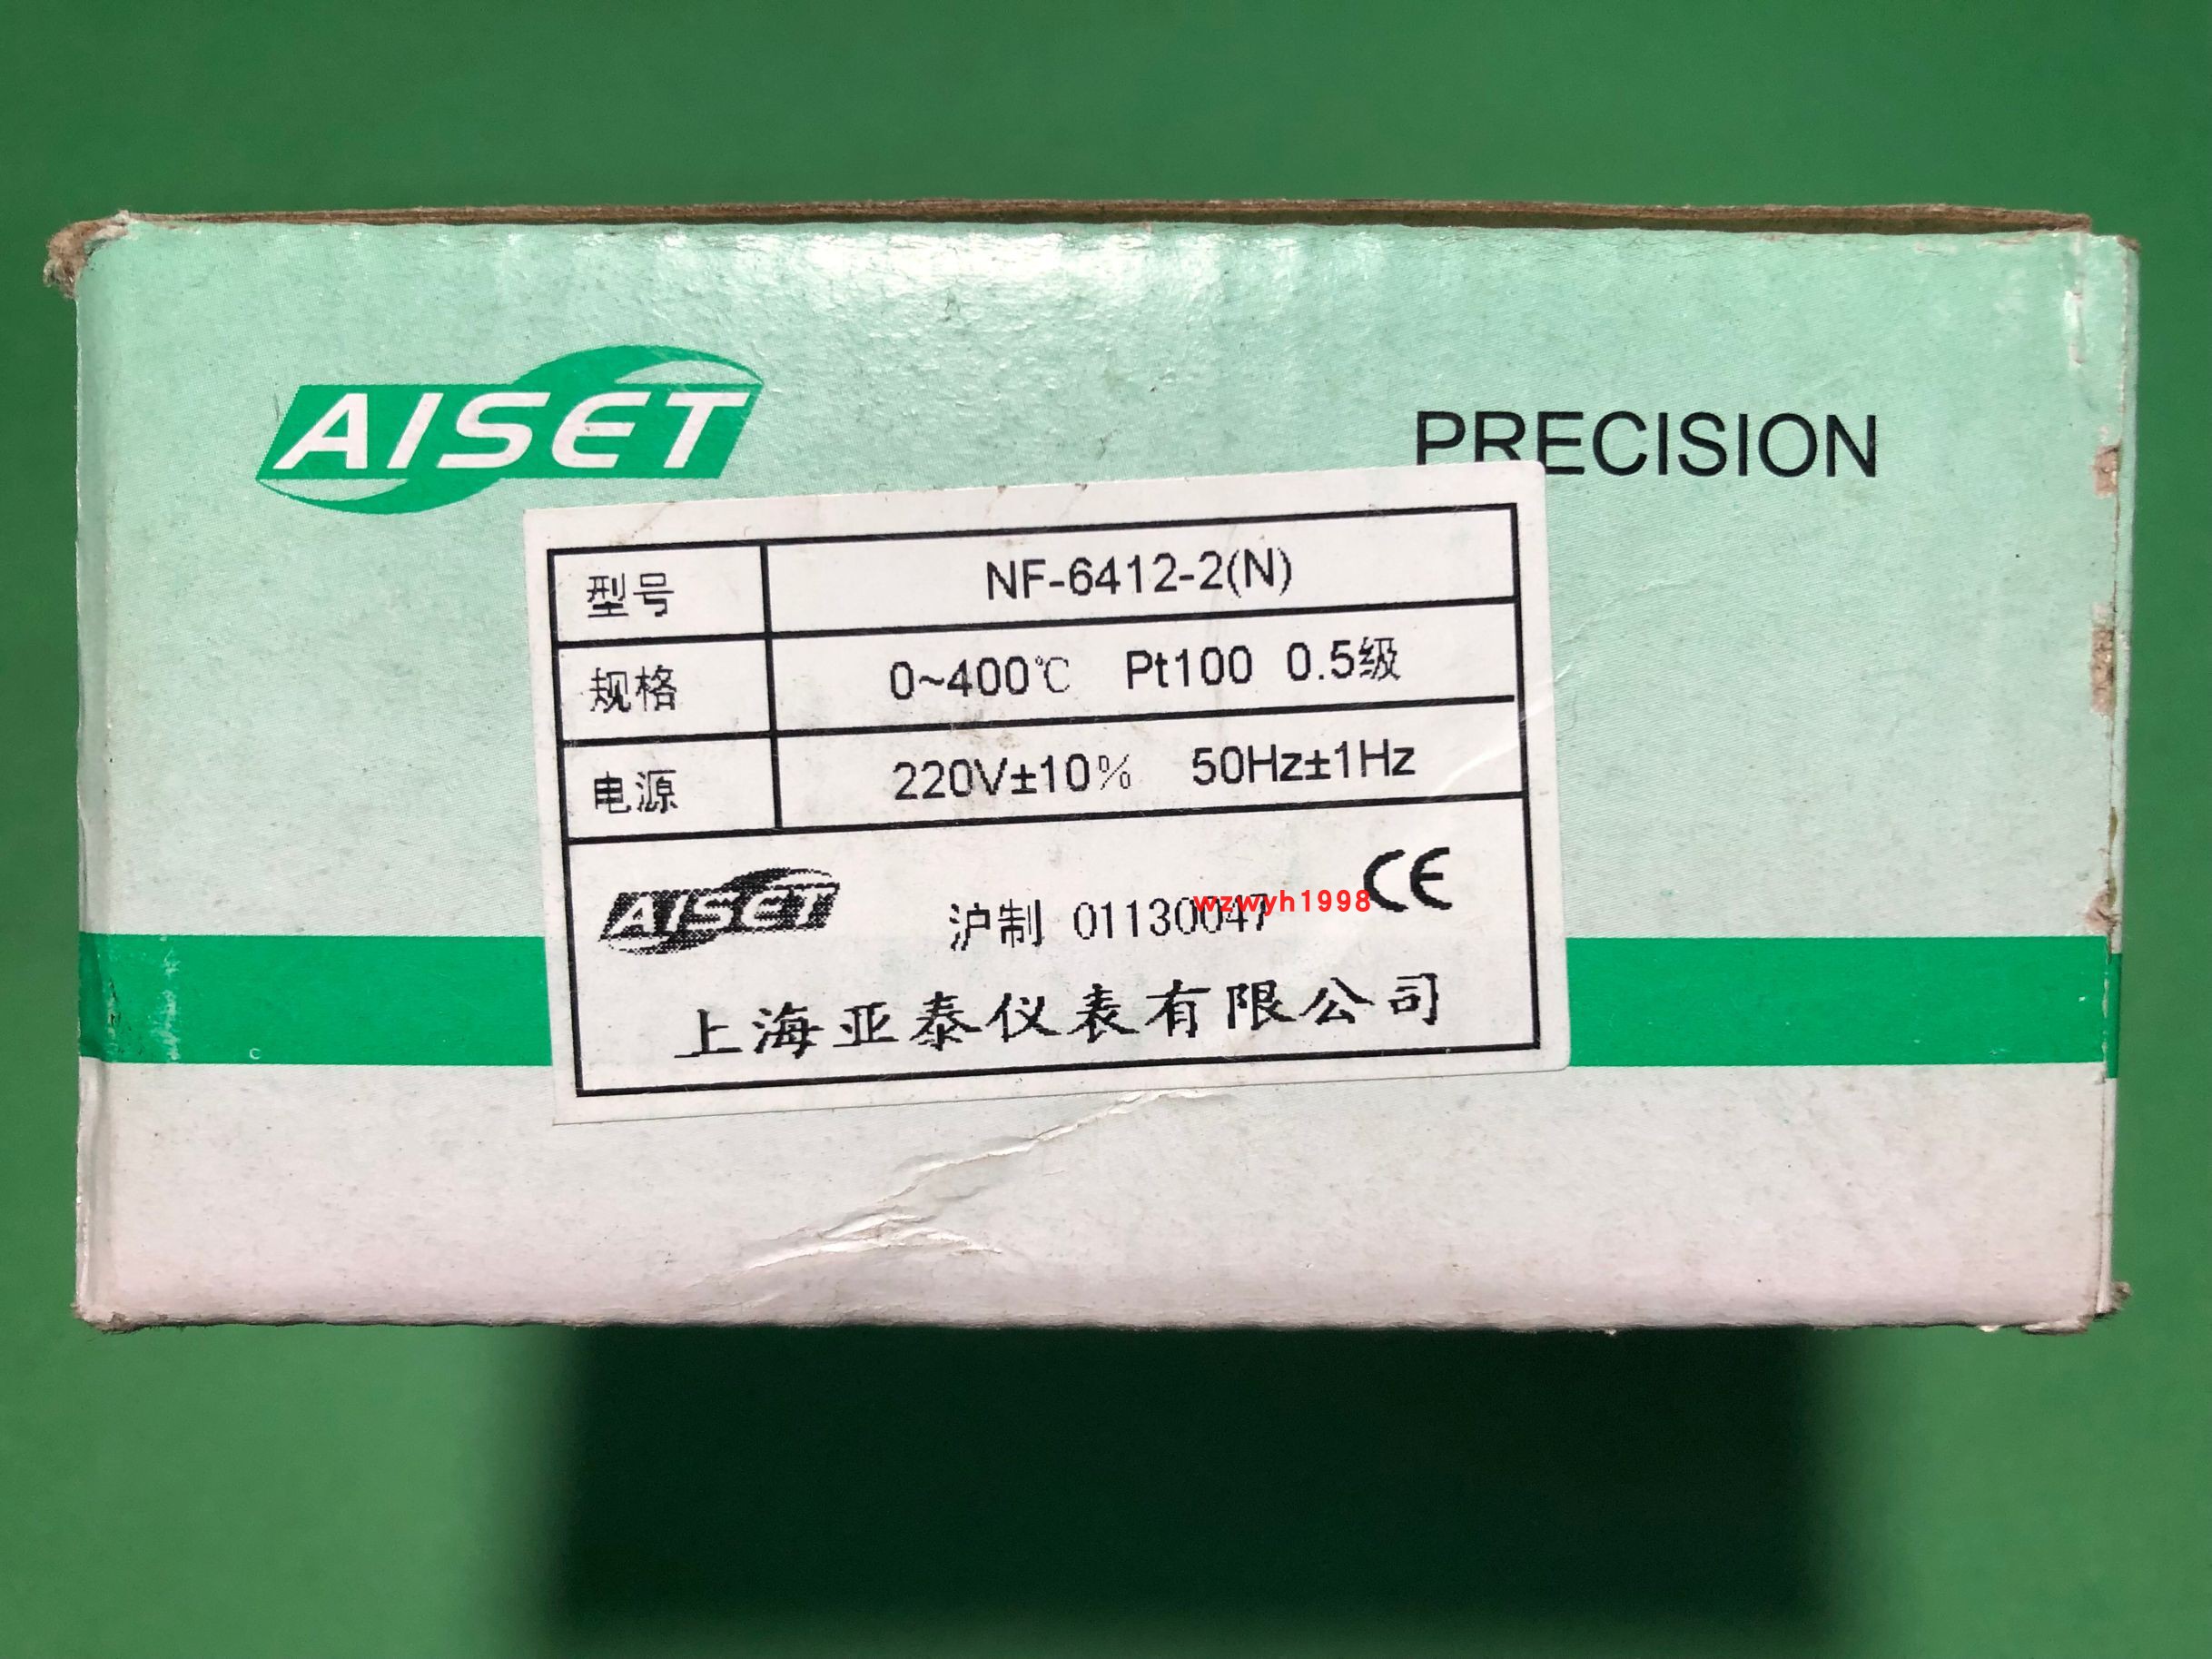 AISET
PRECISION
型号 NF-6412-2(N)
规格 0~400℃ Pt100 0.5级
电源 220V±10% 50Hz±1Hz
AISET 沪制 01130047 CE
wzwyh1998
上海亚泰仪表有限公司